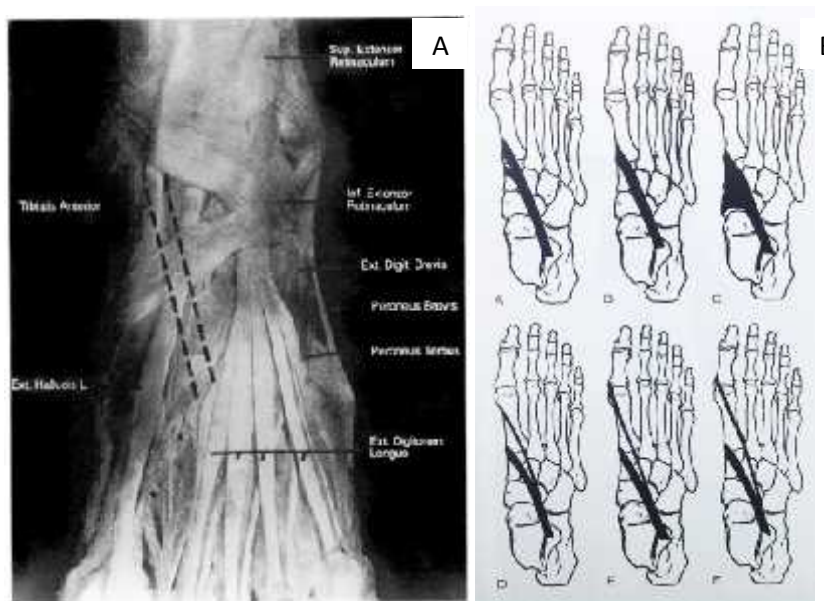 A
Sup. Extensor
Retinaculum
Tibialis Anterior
Inf. Extensor
Retinaculum
Ext. Digit. Brevis
Peroneus Brevis
Peroneus Tertius
Ext. Hallucis L.
Ext. Digitorum
Longus
A B C
D E F